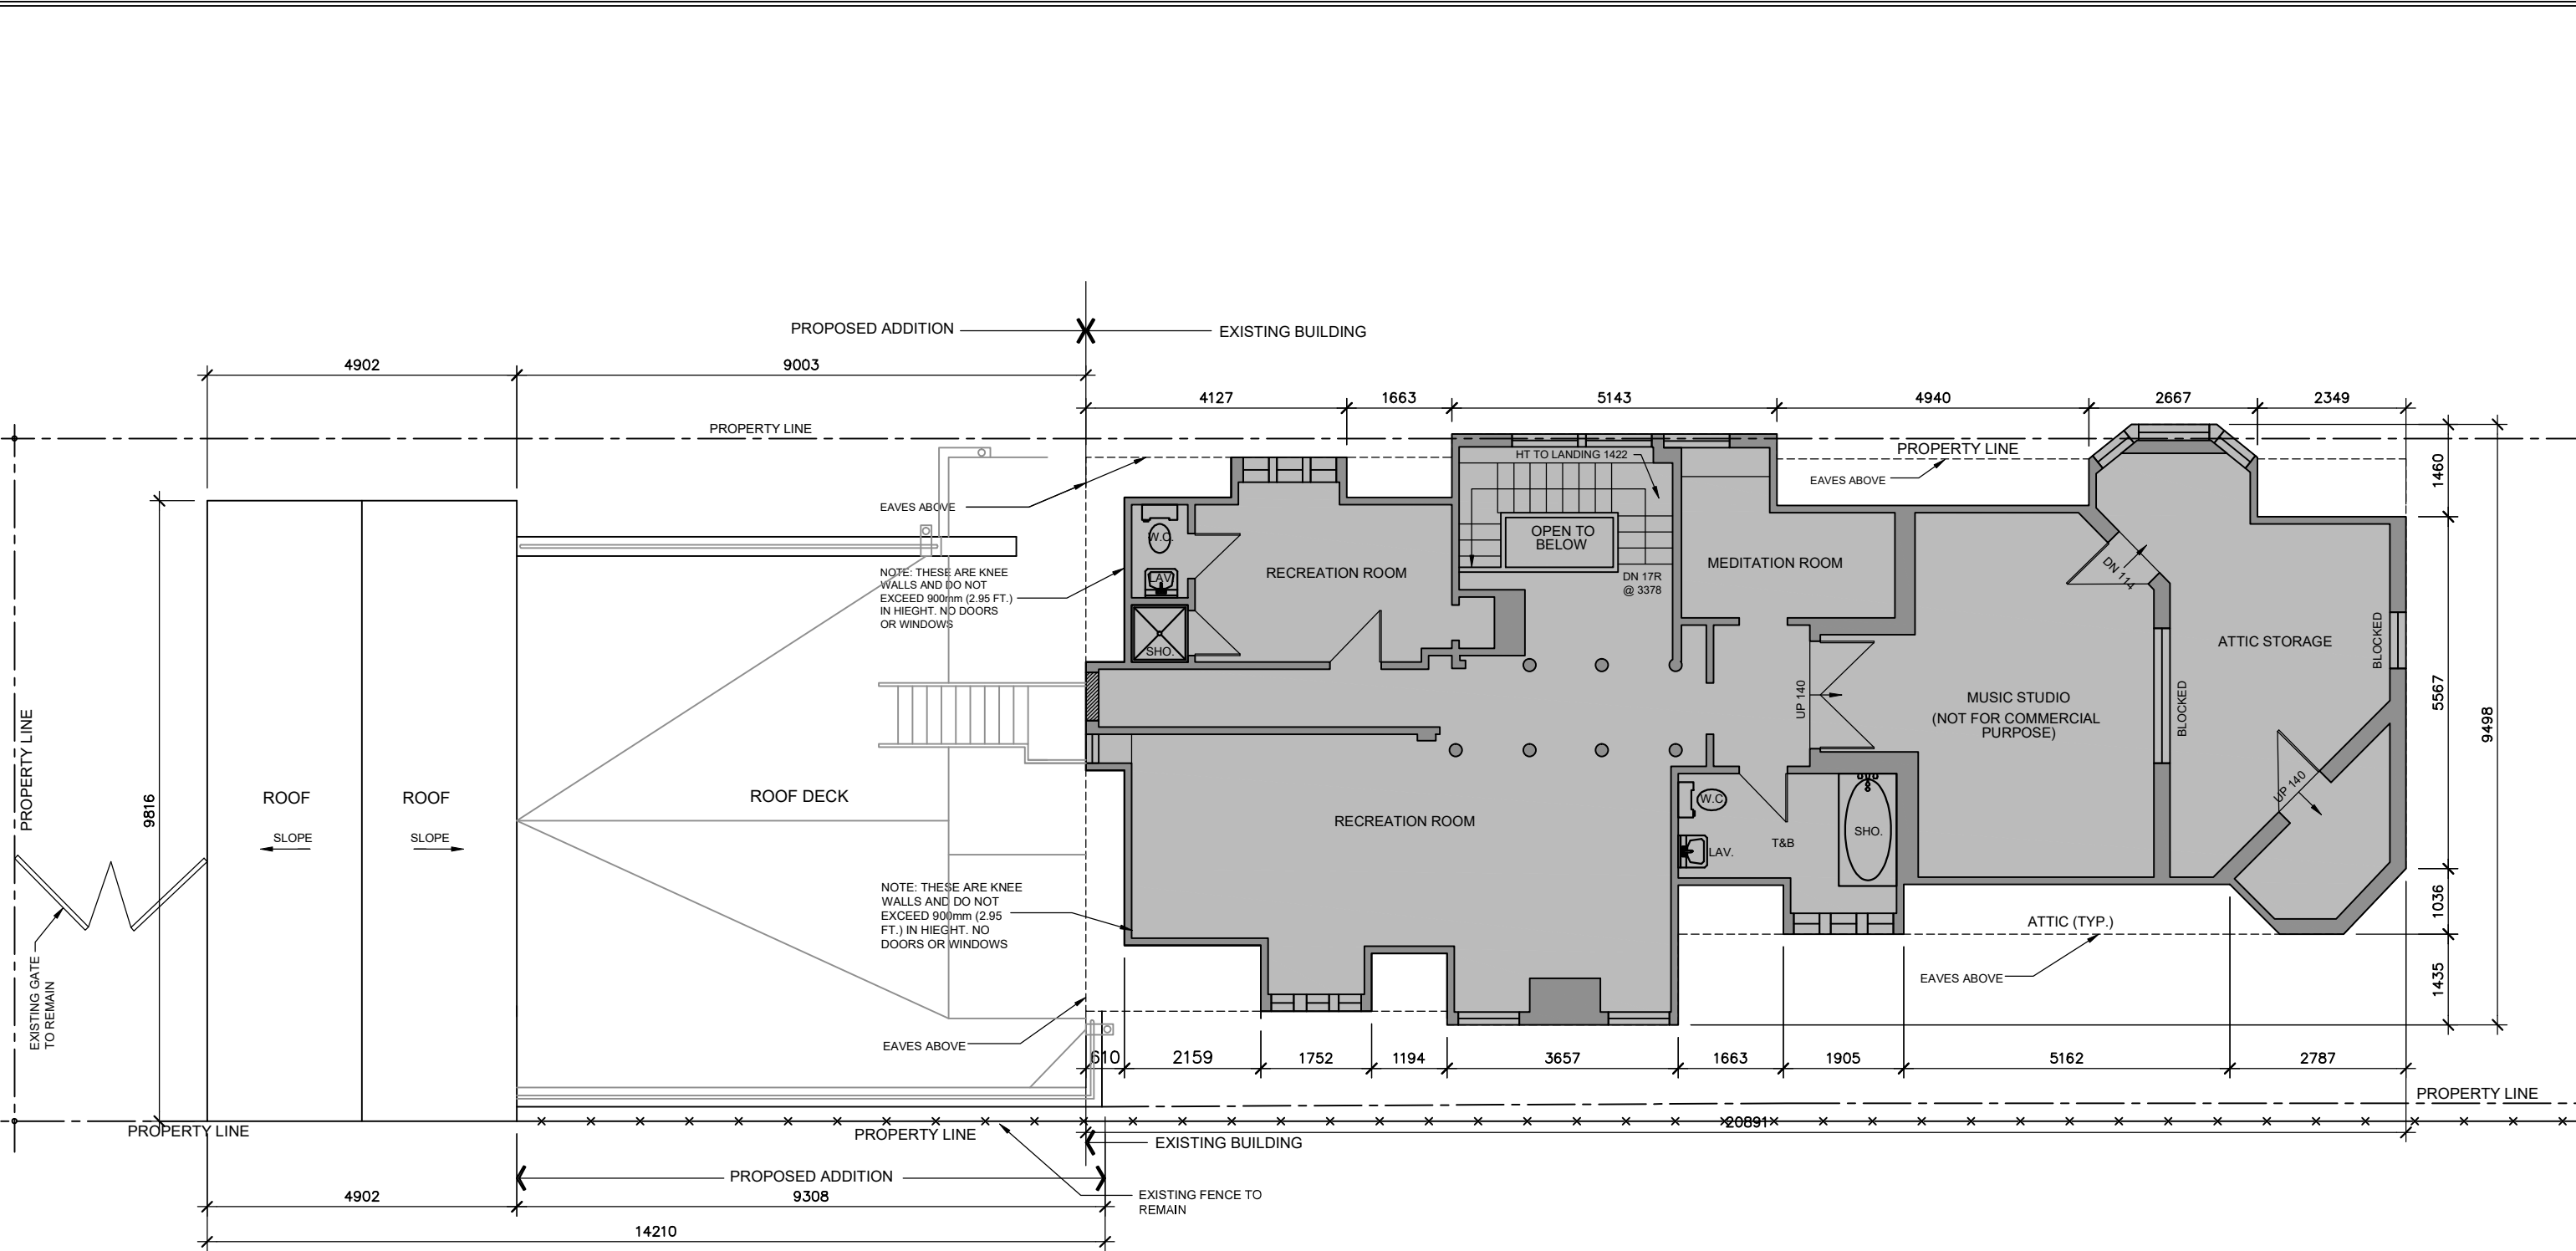 PROPOSED ADDITION
EXISTING BUILDING
4902
9003
4127
1663
5143
4940
2667
2349
PROPERTY LINE
PROPERTY LINE
HT TO LANDING 1422
EAVES ABOVE
EAVES ABOVE
1460
W.C.
OPEN TO
BELOW
NOTE: THESE ARE KNEE
WALLS AND DO NOT
EXCEED 900mm (2.95 FT.)
IN HIEGHT. NO DOORS
OR WINDOWS
LAV.
RECREATION ROOM
DN 17R
@ 3378
MEDITATION ROOM
DN 114
SHO.
ATTIC STORAGE
BLOCKED
BLOCKED
UP 140
MUSIC STUDIO
(NOT FOR COMMERCIAL
PURPOSE)
5567
9498
PROPERTY LINE
9816
ROOF
ROOF
ROOF DECK
SLOPE
SLOPE
RECREATION ROOM
W.C.
LAV.
T&B
SHO.
UP 140
NOTE: THESE ARE KNEE
WALLS AND DO NOT
EXCEED 900mm (2.95
FT.) IN HIEGHT. NO
DOORS OR WINDOWS
ATTIC (TYP.)
1036
EAVES ABOVE
1435
EXISTING GATE
TO REMAIN
EAVES ABOVE
610
2159
1752
1194
3657
1663
1905
5162
2787
PROPERTY LINE
PROPERTY LINE
PROPERTY LINE
20891
EXISTING BUILDING
PROPOSED ADDITION
4902
9308
EXISTING FENCE TO
REMAIN
14210